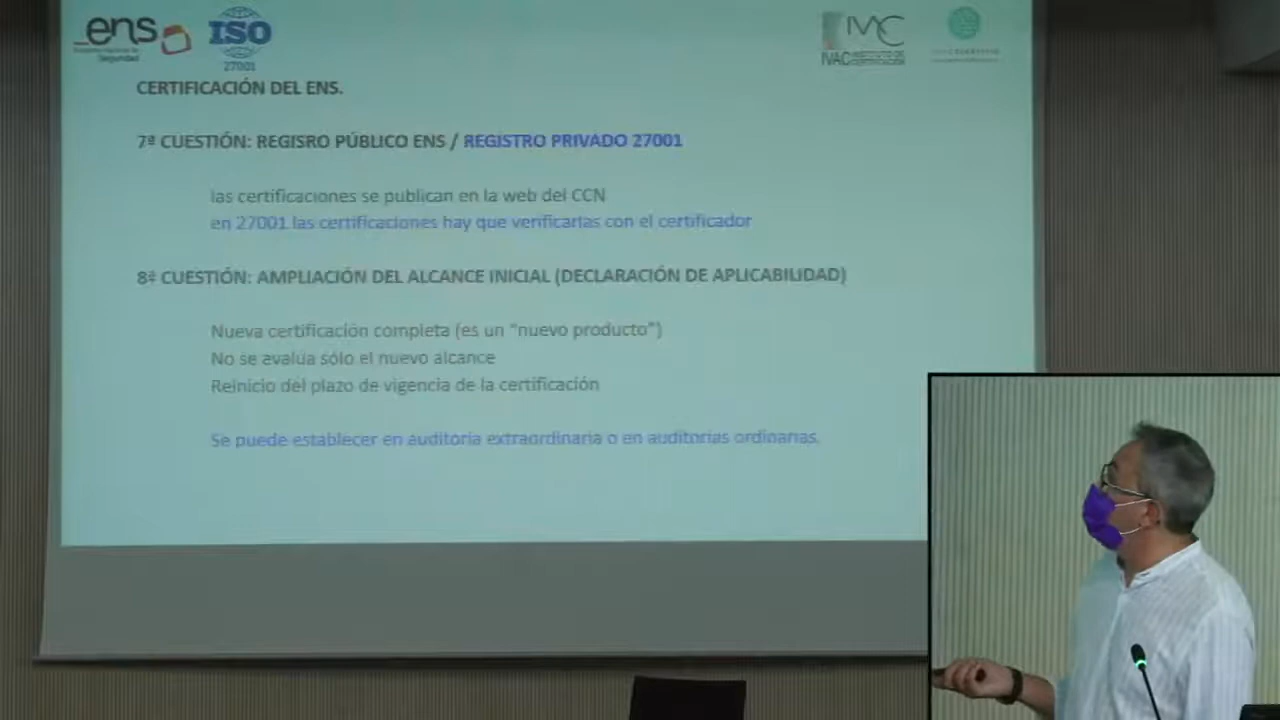 ens
Seguridad
ISO
27001
IVAC
CERTIFICACIÓN DEL ENS.
7ª CUESTIÓN: REGISRO PÚBLICO ENS / REGISTRO PRIVADO 27001
las certificaciones se publican en la web del CCN
en 27001 las certificaciones hay que verificarlas con el certificador
8ª CUESTIÓN: AMPLIACIÓN DEL ALCANCE INICIAL (DECLARACIÓN DE APLICABILIDAD)
Nueva certificación completa (es un "nuevo producto")
No se evalúa sólo el nuevo alcance
Reinicio del plazo de vigencia de la certificación
Se puede establecer en auditoría extraordinaria o en auditorías ordinarias.